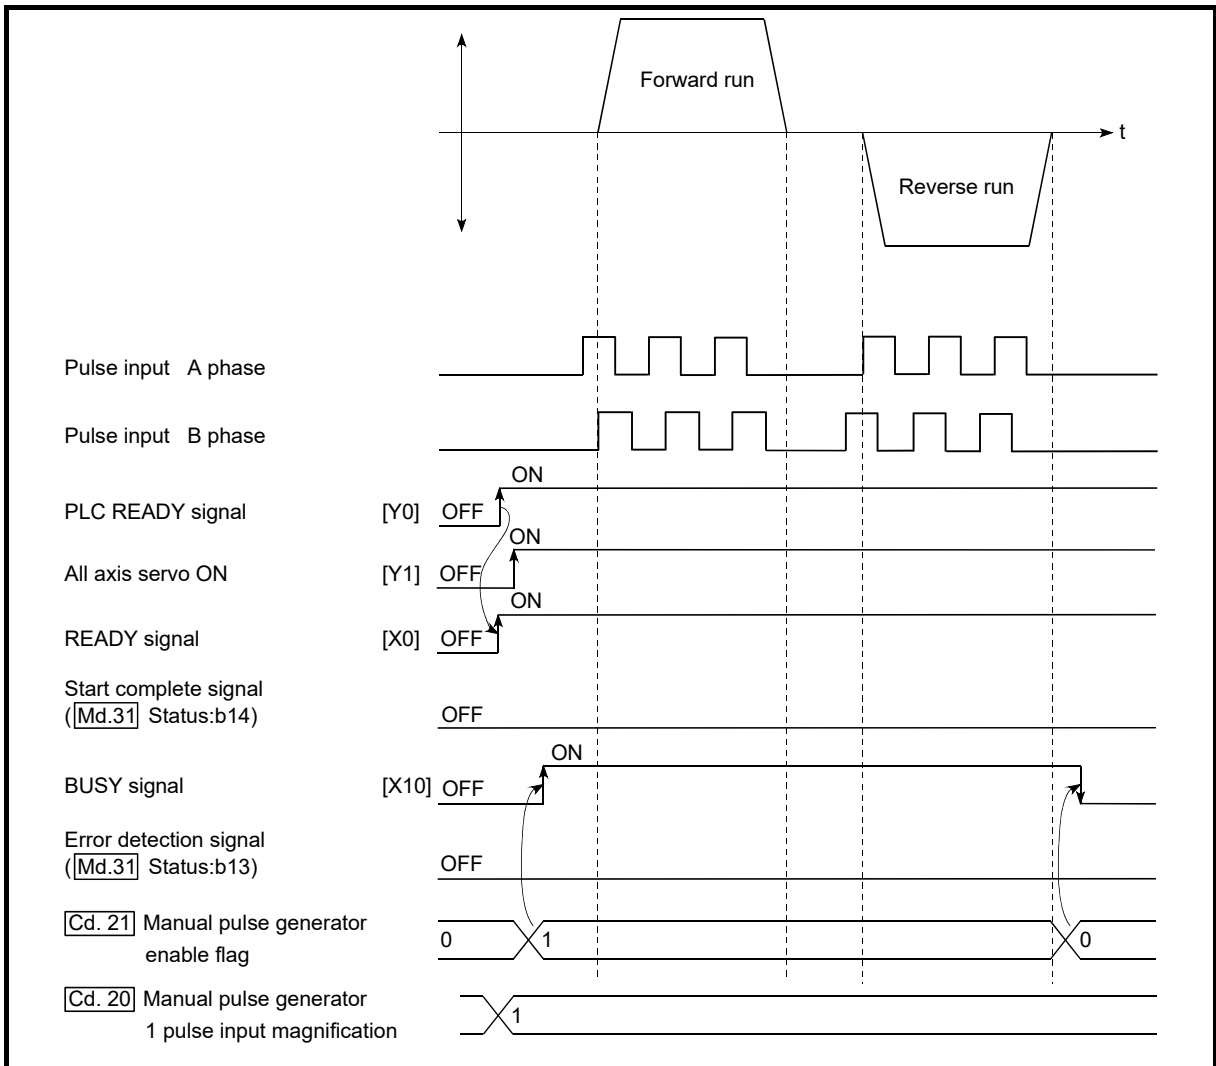 Forward run
t
Reverse run
Pulse input A phase
Pulse input B phase
ON
PLC READY signal [Y0] OFF
ON
All axis servo ON [Y1] OFF
ON
READY signal [X0] OFF
Start complete signal
(Md.31 Status:b14) OFF
ON
BUSY signal [X10] OFF
Error detection signal
(Md.31 Status:b13) OFF
Cd. 21 Manual pulse generator
enable flag
0 1 0
Cd. 20 Manual pulse generator
1 pulse input magnification
1